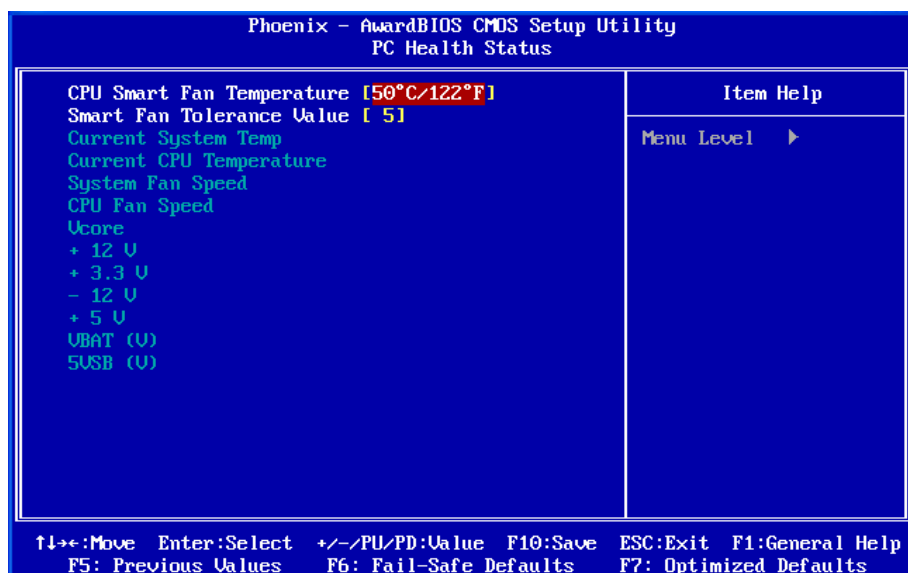 Phoenix - AwardBIOS CMOS Setup Utility
PC Health Status
CPU Smart Fan Temperature [50°C/122°F]
Smart Fan Tolerance Value [ 5]
Current System Temp
Current CPU Temperature
System Fan Speed
CPU Fan Speed
Vcore
+ 12 V
+ 3.3 V
- 12 V
+ 5 V
VBAT (V)
5VSB (V)
Item Help
Menu Level ▶
↑↓→←:Move Enter:Select +/-/PU/PD:Value F10:Save ESC:Exit F1:General Help
F5: Previous Values F6: Fail-Safe Defaults F7: Optimized Defaults